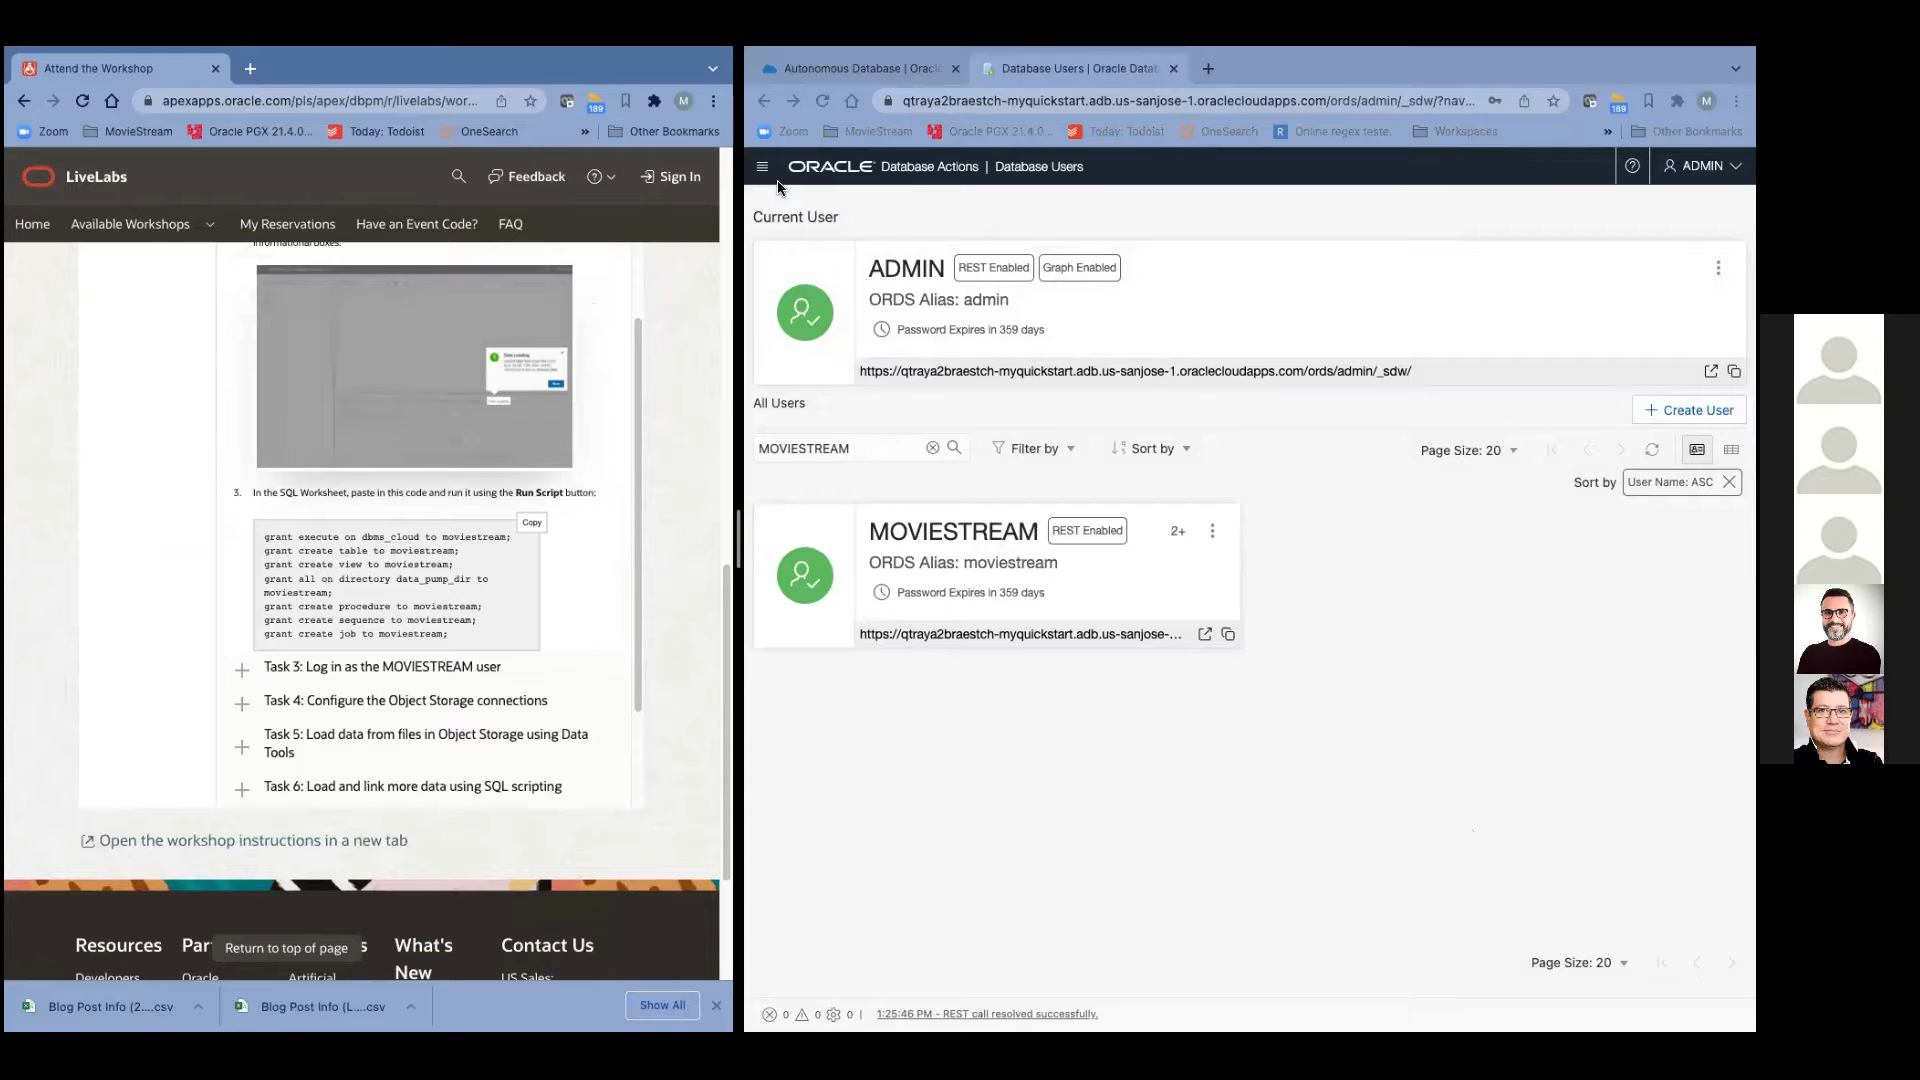 Attend the Workshop
apexapps.oracle.com/pls/apex/dbpm/r/livelabs/wor...
189
M
Zoom
MovieStream
Oracle PGX 21.4.0...
Today: Todoist
OneSearch
»
Other Bookmarks
LiveLabs
Feedback
Sign In
Home
Available Workshops
My Reservations
Have an Event Code?
FAQ
informational boxes.
3. In the SQL Worksheet, paste in this code and run it using the Run Script button:
Copy
grant execute on dbms_cloud to moviestream;
grant create table to moviestream;
grant create view to moviestream;
grant all on directory data_pump_dir to
moviestream;
grant create procedure to moviestream;
grant create sequence to moviestream;
grant create job to moviestream;
Task 3: Log in as the MOVIESTREAM user
Task 4: Configure the Object Storage connections
Task 5: Load data from files in Object Storage using Data
Tools
Task 6: Load and link more data using SQL scripting
Open the workshop instructions in a new tab
Resources
Par
Return to top of page
s
What's
New
Contact Us
Developers
Oracle
Artificial
US Sales:
Blog Post Info (2....csv
Blog Post Info (L....csv
Show All
Autonomous Database | Oracl
Database Users | Oracle Datab
qtraya2braestch-myquickstart.adb.us-sanjose-1.oraclecloudapps.com/ords/admin/_sdw/?nav...
189
M
Zoom
MovieStream
Oracle PGX 21.4.0...
Today: Todoist
OneSearch
R
Online regex teste...
Workspaces
»
Other Bookmarks
ORACLE Database Actions | Database Users
ADMIN
Current User
ADMIN
REST Enabled
Graph Enabled
ORDS Alias: admin
Password Expires in 359 days
https://qtraya2braestch-myquickstart.adb.us-sanjose-1.oraclecloudapps.com/ords/admin/_sdw/
All Users
+ Create User
MOVIESTREAM
Filter by
Sort by
Page Size: 20
Sort by
User Name: ASC
MOVIESTREAM
REST Enabled
2+
ORDS Alias: moviestream
Password Expires in 359 days
https://qtraya2braestch-myquickstart.adb.us-sanjose-...
Page Size: 20
0
0
0 |
1:25:46 PM - REST call resolved successfully.